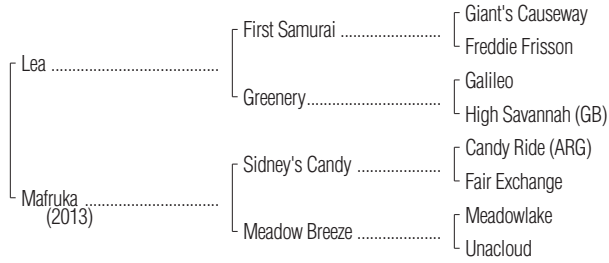 Giant's Causeway
First Samurai ........................
Freddie Frisson
Lea .........................................
Galileo
Greenery.............................
High Savannah (GB)
Candy Ride (ARG)
Sidney's Candy ....................
Fair Exchange
Mafruka .................................
(2013)
Meadowlake
Meadow Breeze ....................
Unacloud